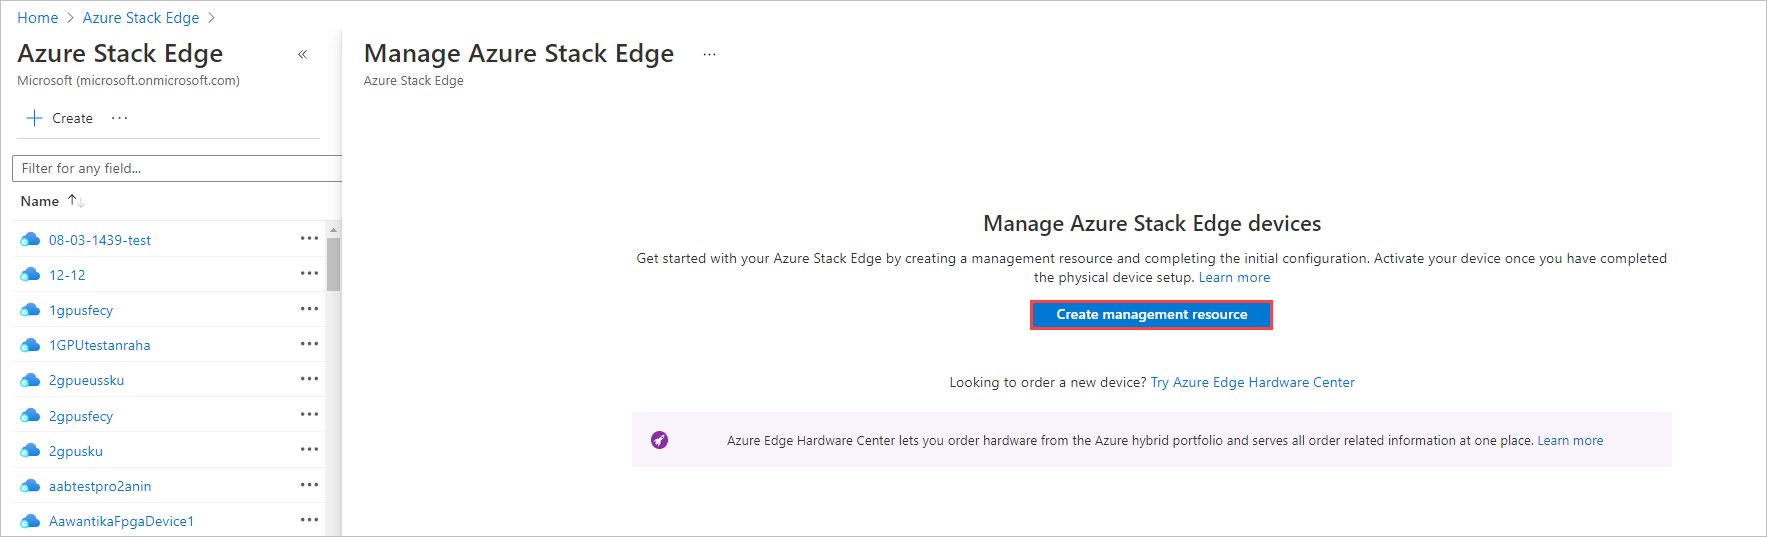 Home > Azure Stack Edge >
Azure Stack Edge «
Microsoft (microsoft.onmicrosoft.com)
+ Create ...
Filter for any field...
Name ↑↓
08-03-1439-test ...
12-12 ...
1gpusfecy ...
1GPUtestanraha ...
2gpueussku ...
2gpusfecy ...
2gpusku ...
aabtestpro2anin ...
AawantikaFpgaDevice1 ...
Manage Azure Stack Edge ...
Azure Stack Edge
Manage Azure Stack Edge devices
Get started with your Azure Stack Edge by creating a management resource and completing the initial configuration. Activate your device once you have completed
the physical device setup. Learn more
Create management resource
Looking to order a new device? Try Azure Edge Hardware Center
Azure Edge Hardware Center lets you order hardware from the Azure hybrid portfolio and serves all order related information at one place. Learn more